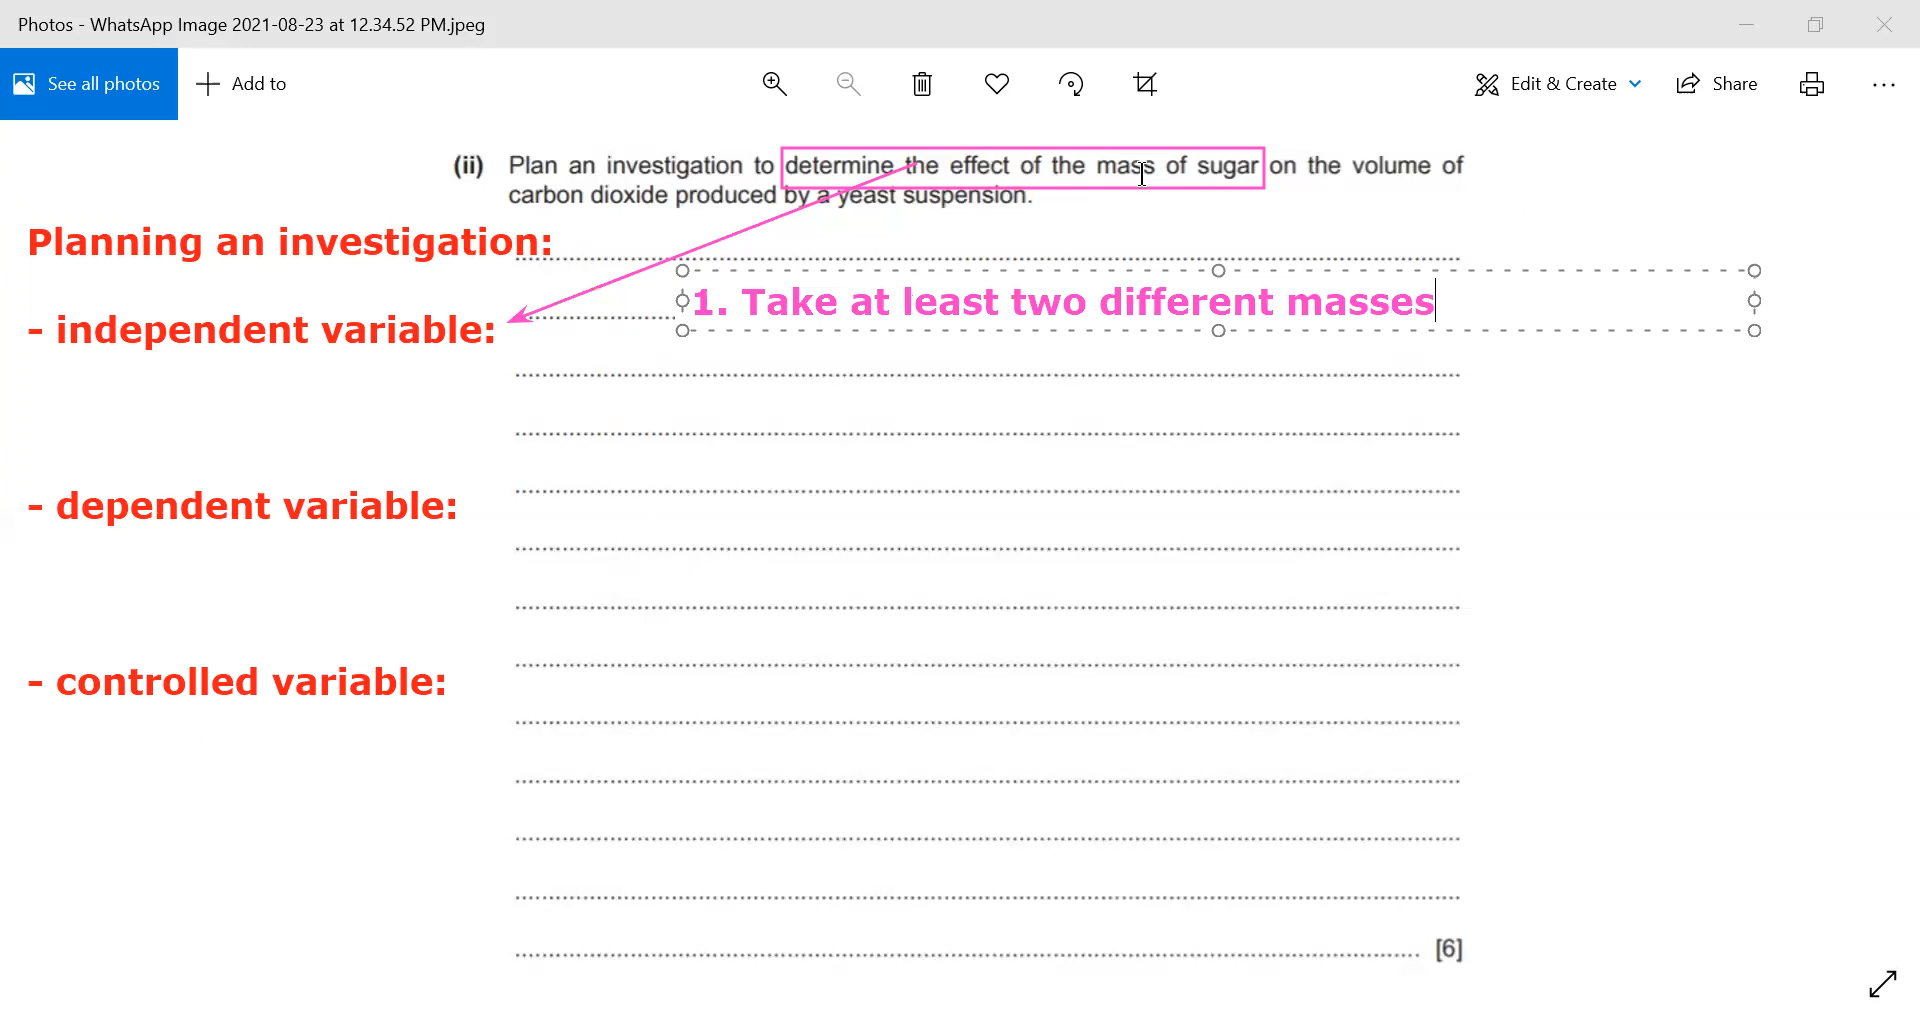 Photos - WhatsApp Image 2021-08-23 at 12.34.52 PM.jpeg
See all photos
Add to
Edit & Create
Share
(ii) Plan an investigation to determine the effect of the mass of sugar on the volume of
carbon dioxide produced by a yeast suspension.
Planning an investigation:
1. Take at least two different masses
- independent variable:
- dependent variable:
- controlled variable:
[6]